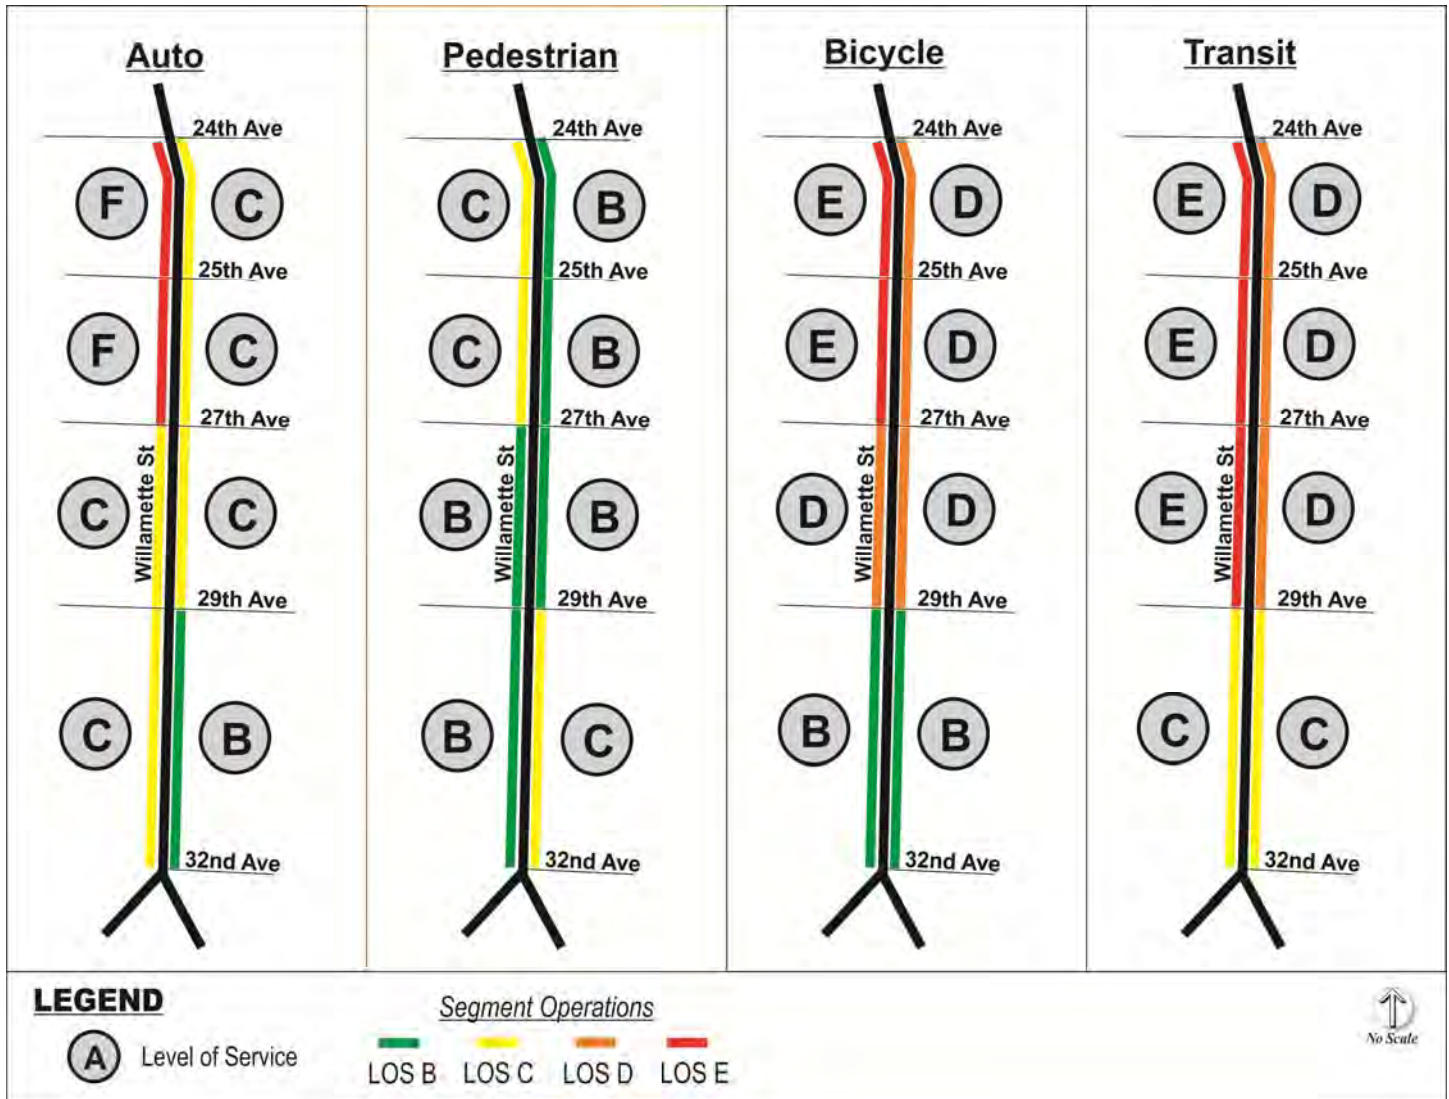 Auto
24th Ave
F C
25th Ave
F C
27th Ave
Willamette St
C C
29th Ave
C B
32nd Ave
Pedestrian
24th Ave
C B
25th Ave
C B
27th Ave
Willamette St
B B
29th Ave
B C
32nd Ave
Bicycle
24th Ave
E D
25th Ave
E D
27th Ave
Willamette St
D D
29th Ave
B B
32nd Ave
Transit
24th Ave
E D
25th Ave
E D
27th Ave
Willamette St
E D
29th Ave
C C
32nd Ave
LEGEND
A Level of Service
Segment Operations
LOS B LOS C LOS D LOS E
No Scale